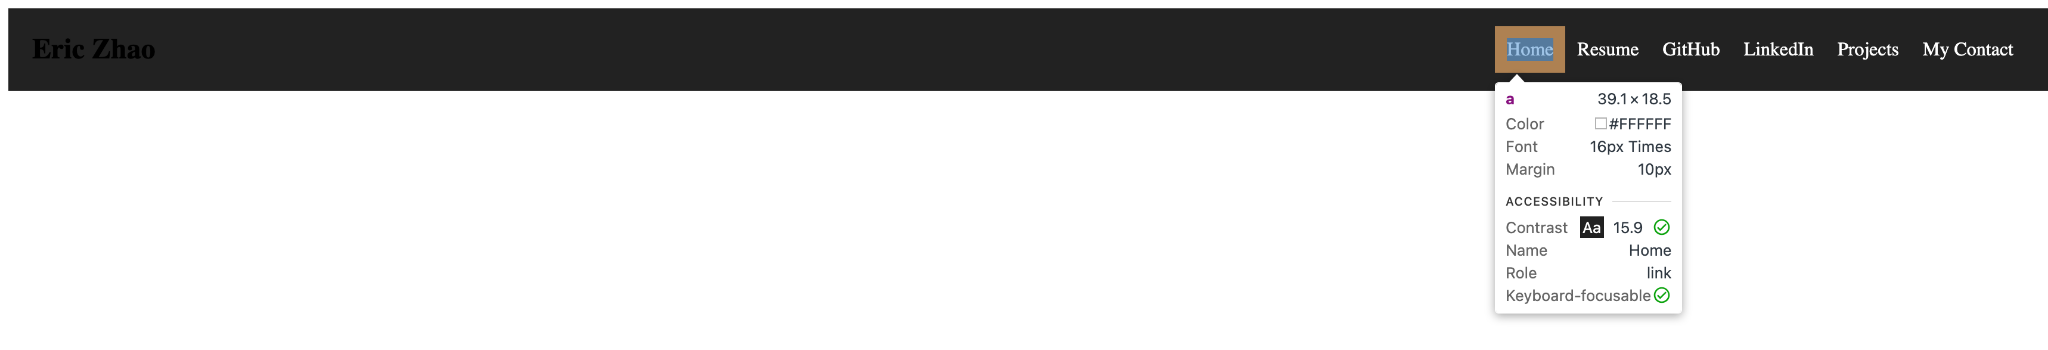 Eric Zhao
Home Resume GitHub LinkedIn Projects My Contact
a 39.1 × 18.5
Color #FFFFFF
Font 16px Times
Margin 10px
ACCESSIBILITY
Contrast Aa 15.9
Name Home
Role link
Keyboard-focusable